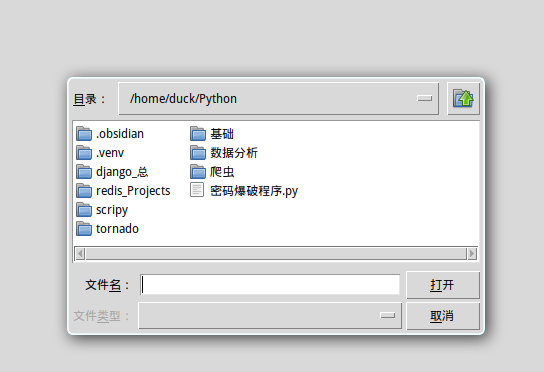 目录： /home/duck/Python
.obsidian 基础
.venv 数据分析
django_总 爬虫
redis_Projects 密码爆破程序.py
scripy
tornado
文件名： 打开
文件类型： 取消